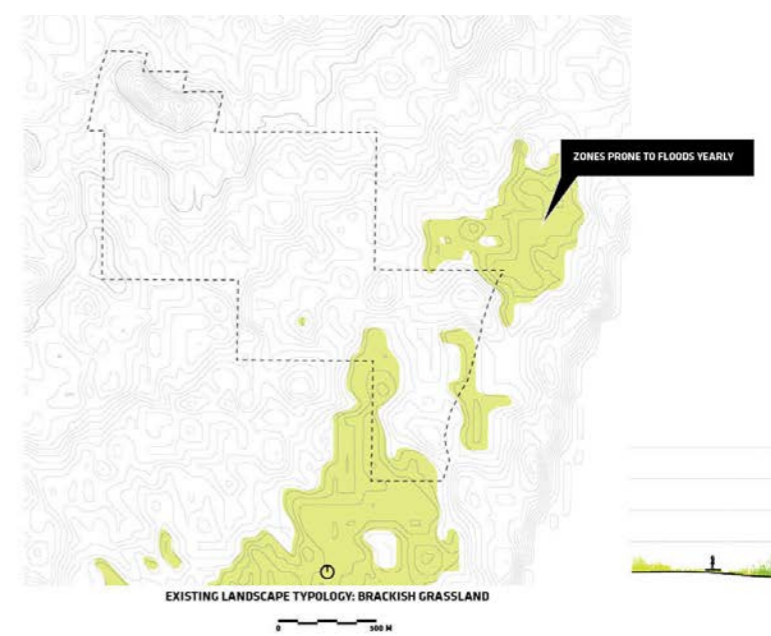 ZONES PRONE TO FLOODS YEARLY
EXISTING LANDSCAPE TYPOLOGY: BRACKISH GRASSLAND
0 500 M